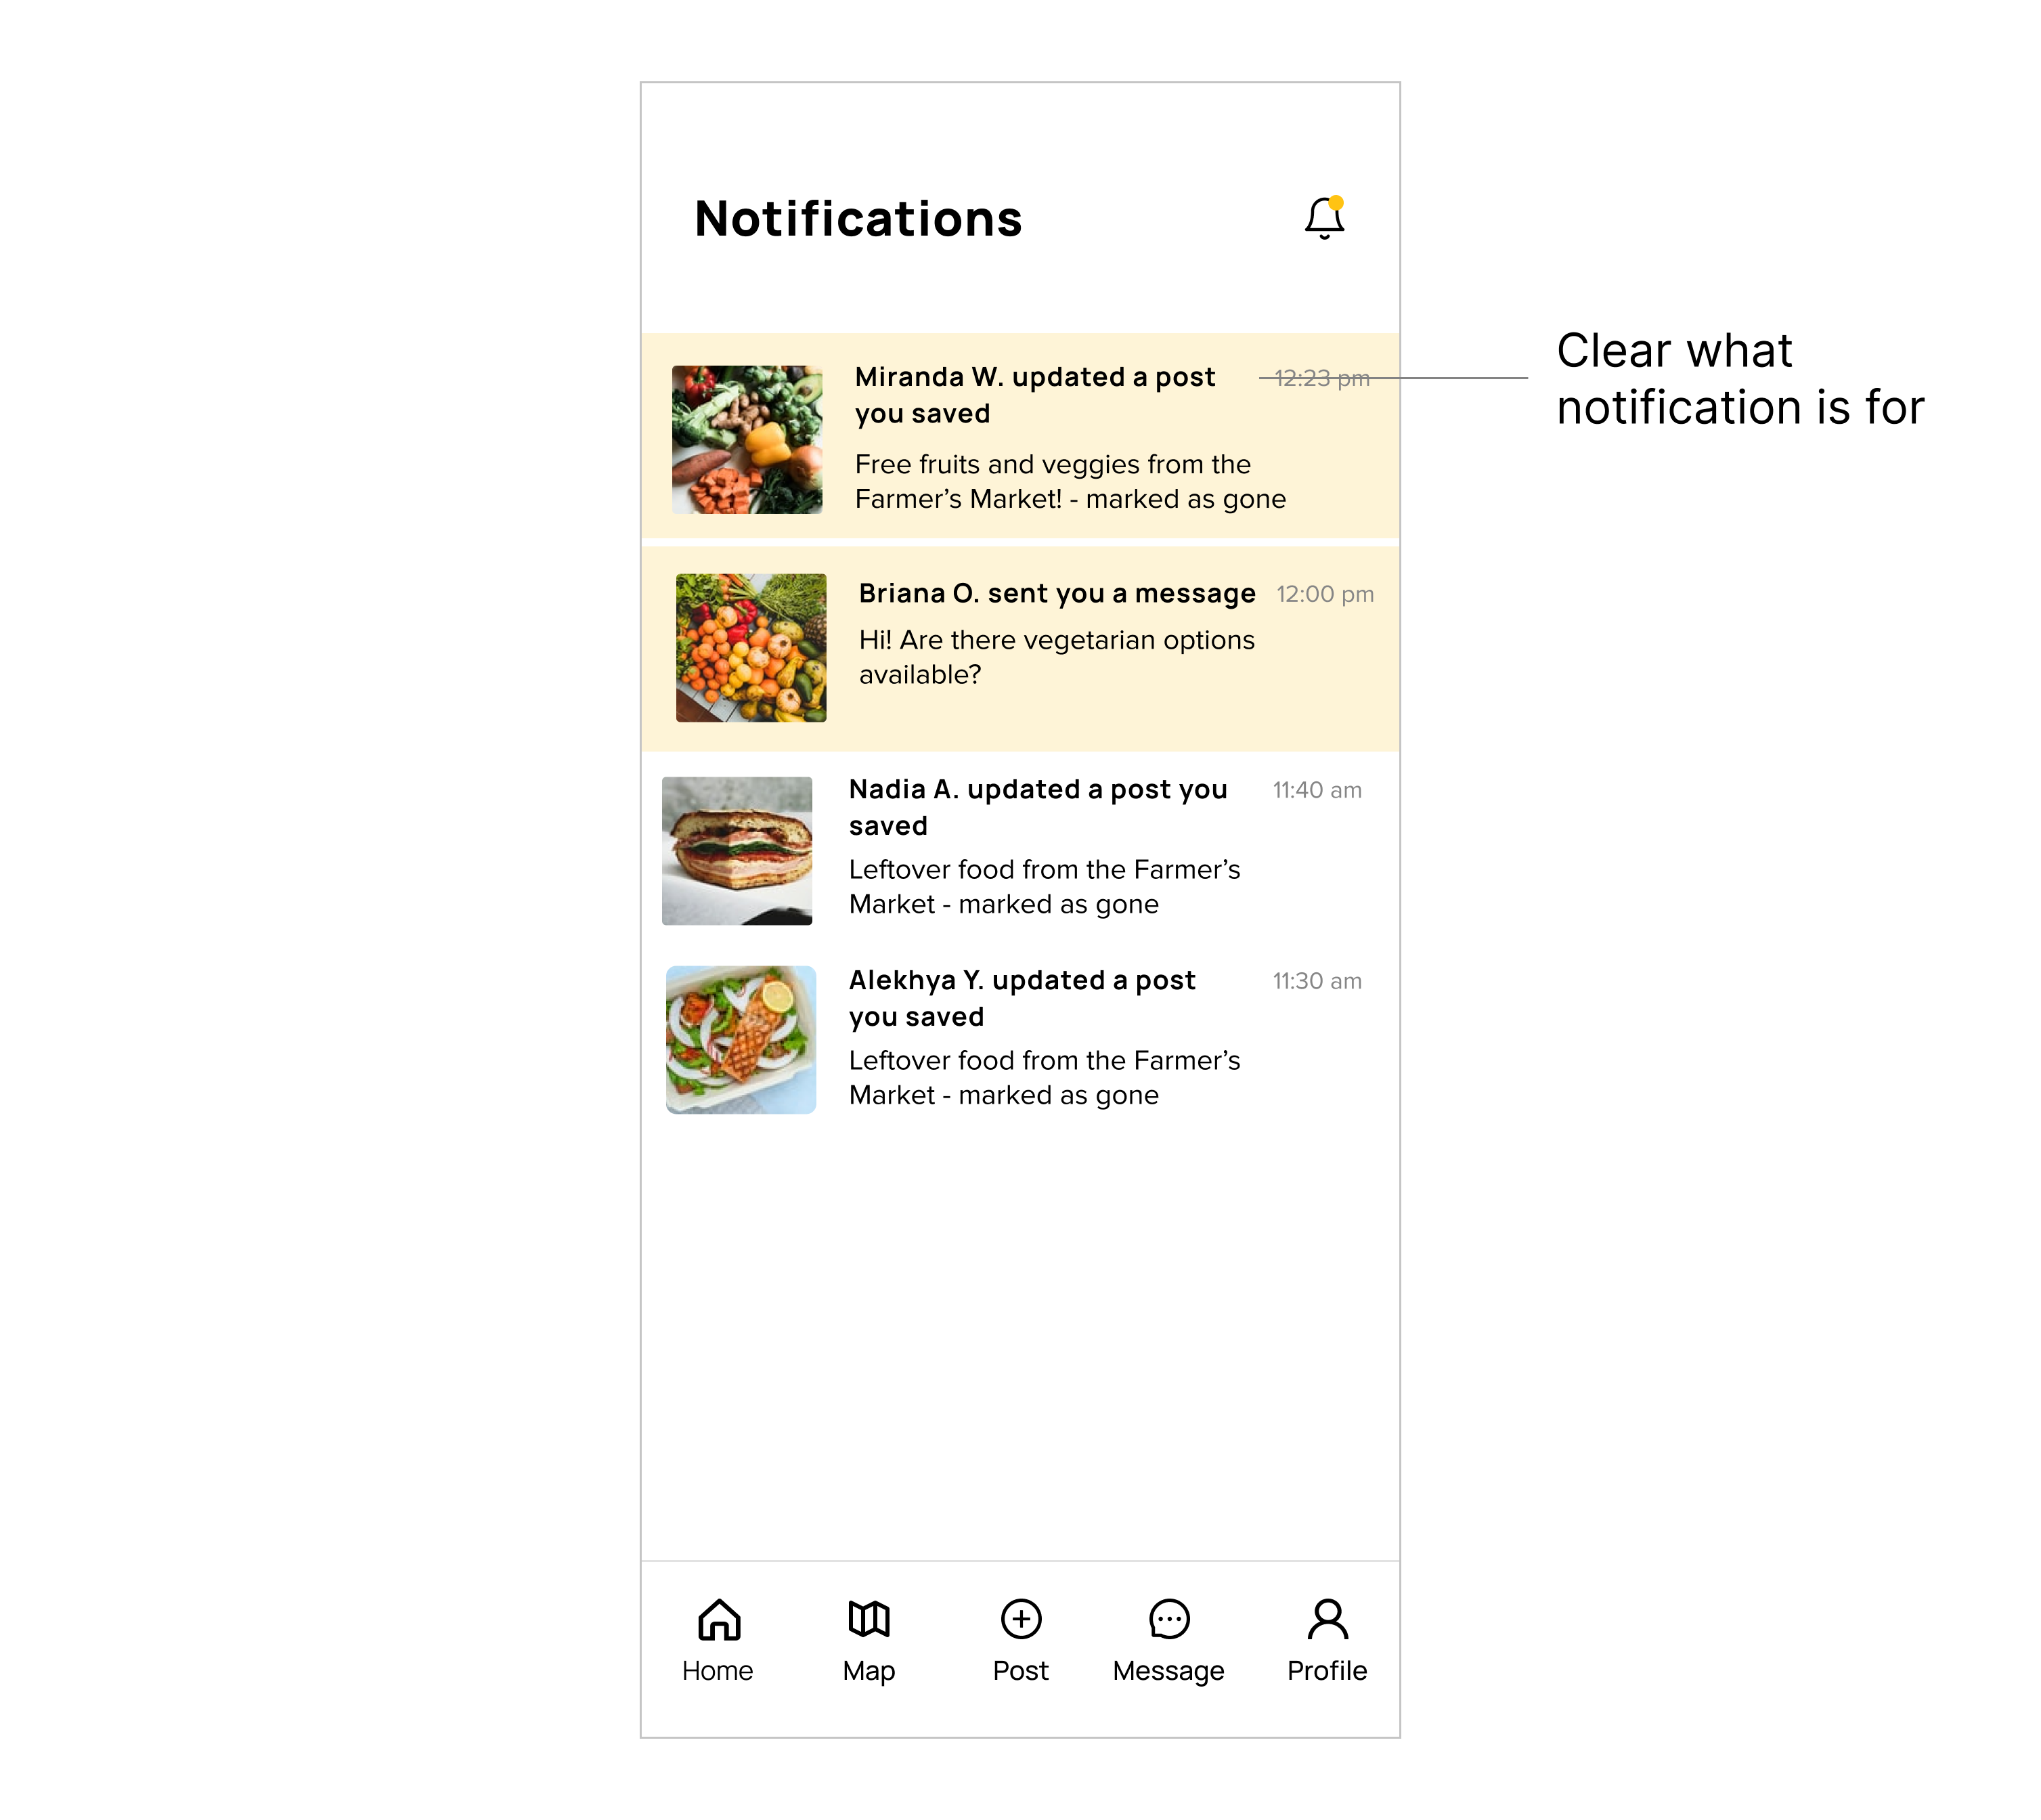 Notifications
Miranda W. updated a post
you saved
12:23 pm
Free fruits and veggies from the
Farmer’s Market! - marked as gone
Clear what
notification is for
Briana O. sent you a message
12:00 pm
Hi! Are there vegetarian options
available?
Nadia A. updated a post you
saved
11:40 am
Leftover food from the Farmer’s
Market - marked as gone
Alekhya Y. updated a post
you saved
11:30 am
Leftover food from the Farmer’s
Market - marked as gone
Home
Map
Post
Message
Profile